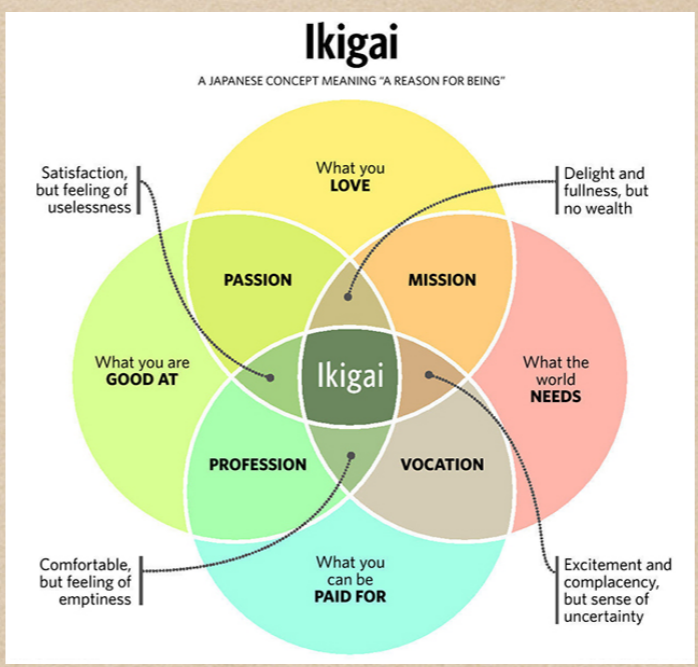 Ikigai
A JAPANESE CONCEPT MEANING “A REASON FOR BEING”
Satisfaction,
but feeling of
uselessness
What you
LOVE
Delight and
fullness, but
no wealth
PASSION
MISSION
What you are
GOOD AT
Ikigai
What the
world
NEEDS
PROFESSION
VOCATION
Comfortable,
but feeling of
emptiness
What you
can be
PAID FOR
Excitement and
complacency,
but sense of
uncertainty